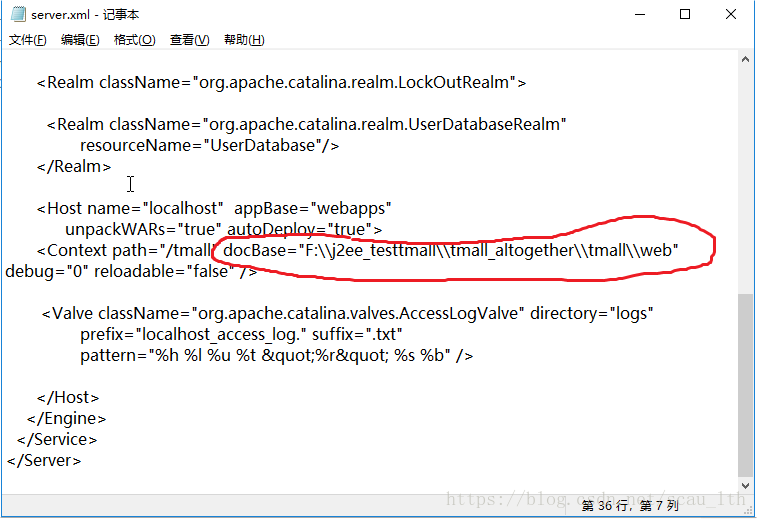 server.xml - 记事本
文件(F) 编辑(E) 格式(O) 查看(V) 帮助(H)
<Realm className="org.apache.catalina.realm.LockOutRealm">
<Realm className="org.apache.catalina.realm.UserDatabaseRealm"
resourceName="UserDatabase"/>
</Realm>
<Host name="localhost"  appBase="webapps"
unpackWARs="true" autoDeploy="true">
<Context path="/tmall" docBase="F:\\j2ee_testtmall\\tmall_altogether\\tmall\\web"
debug="0" reloadable="false" />
<Valve className="org.apache.catalina.valves.AccessLogValve" directory="logs"
prefix="localhost_access_log." suffix=".txt"
pattern="%h %l %u %t &quot;%r&quot; %s %b" />
</Host>
</Engine>
</Service>
</Server>
https://blog.csdn.net/scau_lth
第 36 行，第 7 列